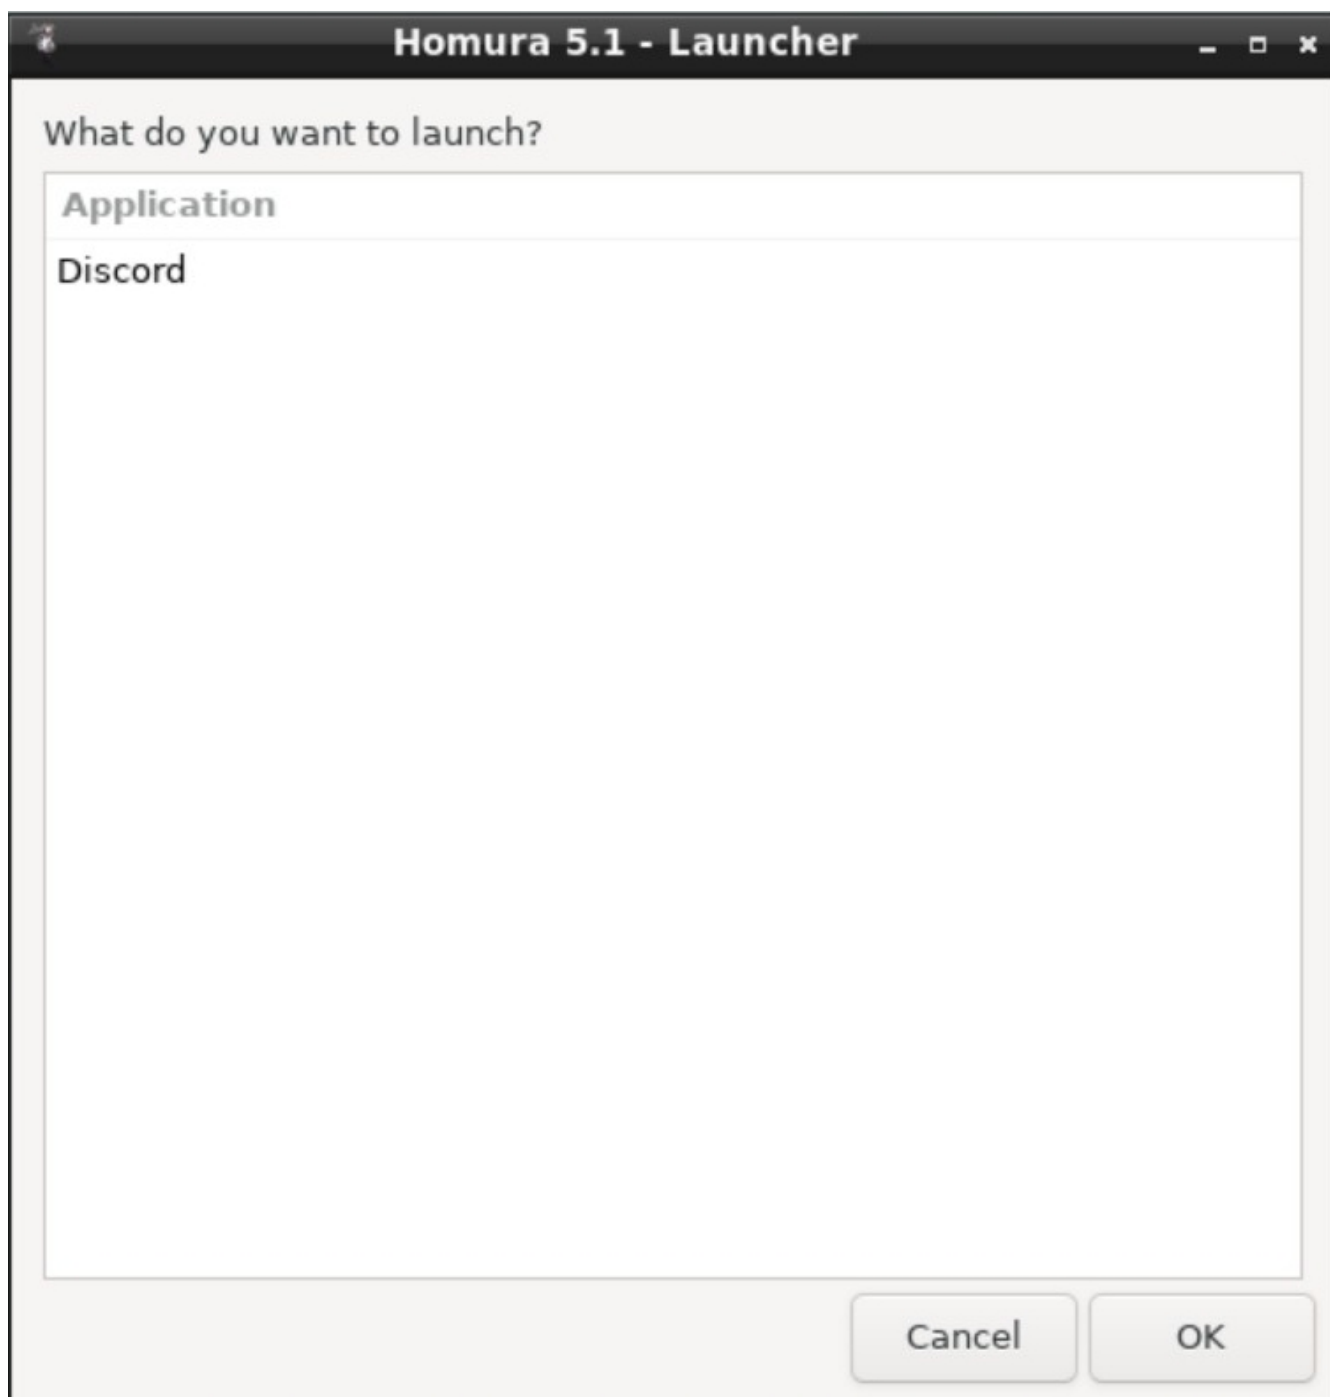 Homura 5.1 - Launcher
What do you want to launch?
Application
Discord
Cancel OK